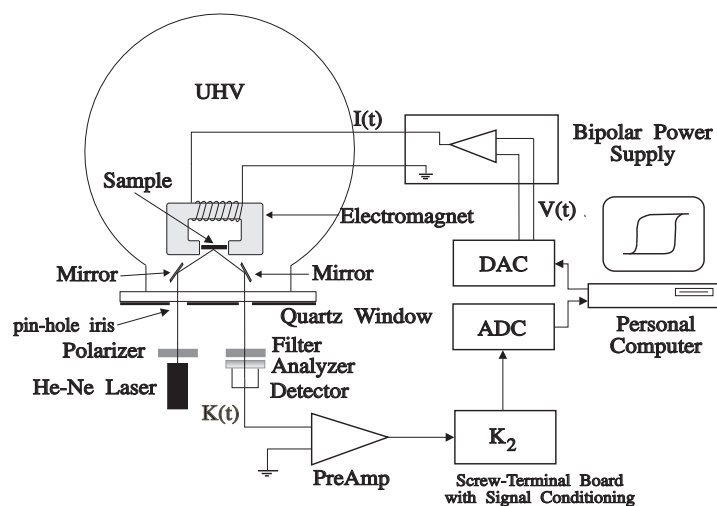 UHV
I(t)
Bipolar Power
Supply
Sample
Electromagnet
V(t)
Mirror
Mirror
DAC
pin-hole iris
Quartz Window
ADC
Personal
Computer
Polarizer
Filter
Analyzer
Detector
He-Ne Laser
K(t)
K₂
PreAmp
Screw-Terminal Board
with Signal Conditioning